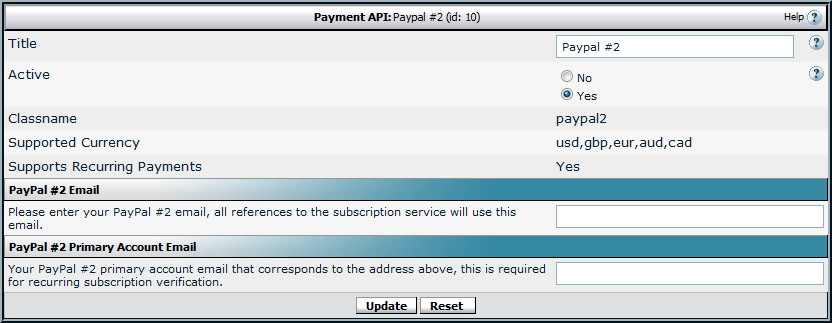 Payment API: Paypal #2 (id: 10) Help ?
Title Paypal #2 ?
Active No ?
Yes
Classname paypal2
Supported Currency usd,gbp,eur,aud,cad
Supports Recurring Payments Yes
PayPal #2 Email
Please enter your PayPal #2 email, all references to the subscription service will use this
email.
PayPal #2 Primary Account Email
Your PayPal #2 primary account email that corresponds to the address above, this is required
for recurring subscription verification.
Update Reset